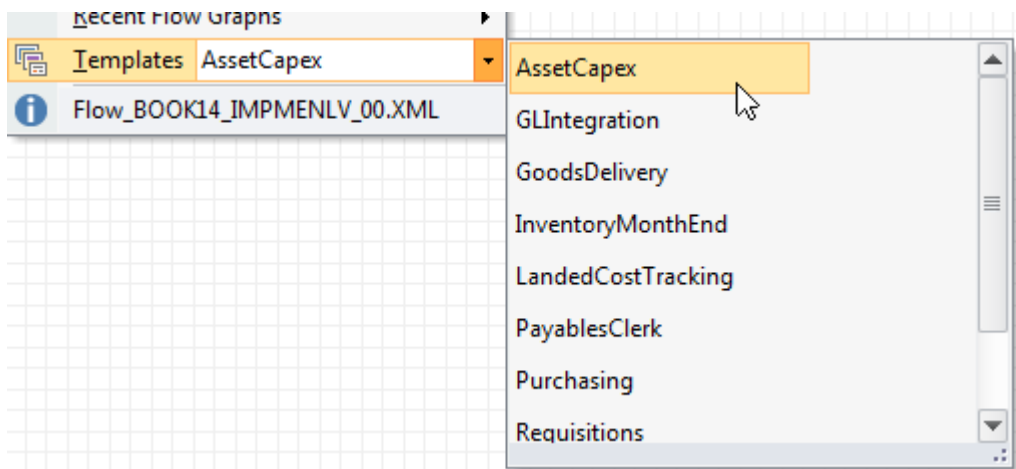 Recent Flow Graphs
Templates AssetCapex
Flow_BOOK14_IMPMENLV_00.XML
AssetCapex
GLIntegration
GoodsDelivery
InventoryMonthEnd
LandedCostTracking
PayablesClerk
Purchasing
Requisitions